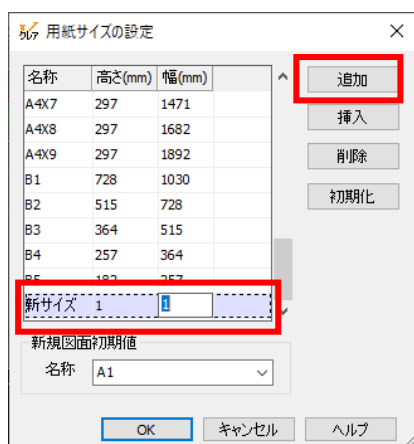 用紙サイズの設定
名称 高さ(mm) 幅(mm)
A4X7 297 1471
A4X8 297 1682
A4X9 297 1892
B1 728 1030
B2 515 728
B3 364 515
B4 257 364
B5 182 257
新サイズ 1 1
追加
挿入
削除
初期化
新規図面初期値
名称 A1
OK キャンセル ヘルプ